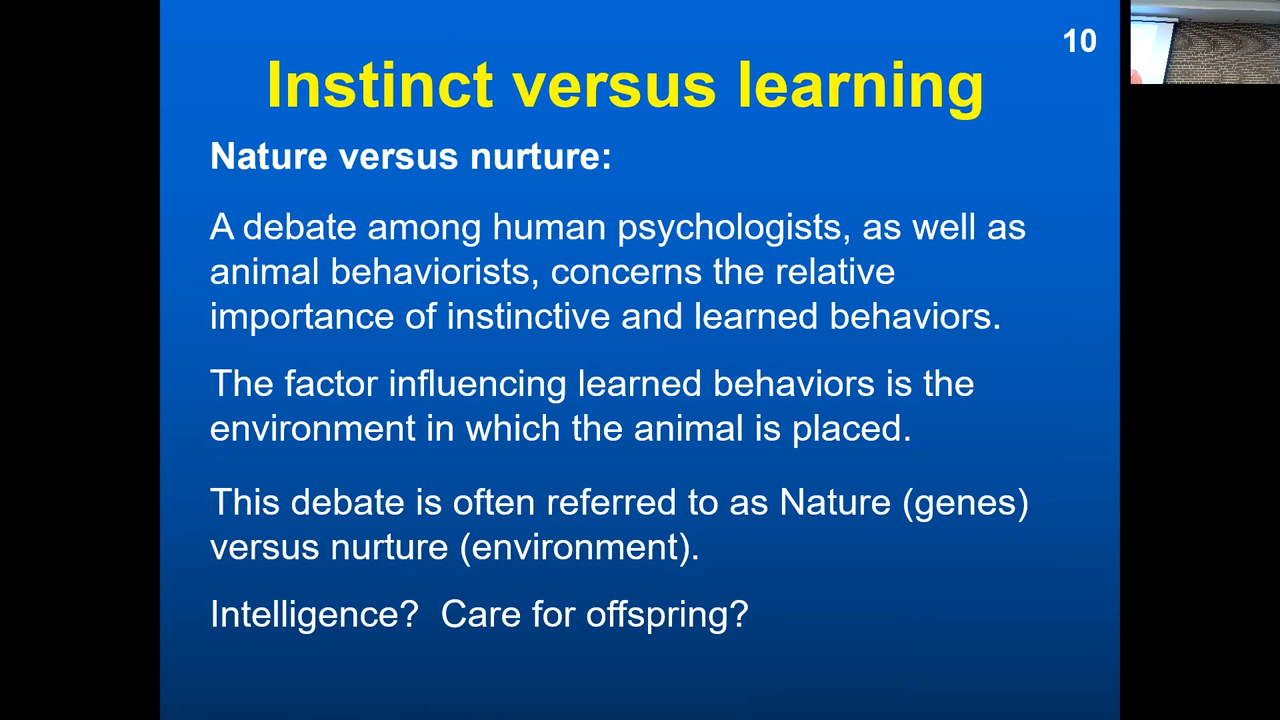 10
Instinct versus learning
Nature versus nurture:
A debate among human psychologists, as well as
animal behaviorists, concerns the relative
importance of instinctive and learned behaviors.
The factor influencing learned behaviors is the
environment in which the animal is placed.
This debate is often referred to as Nature (genes)
versus nurture (environment).
Intelligence?  Care for offspring?